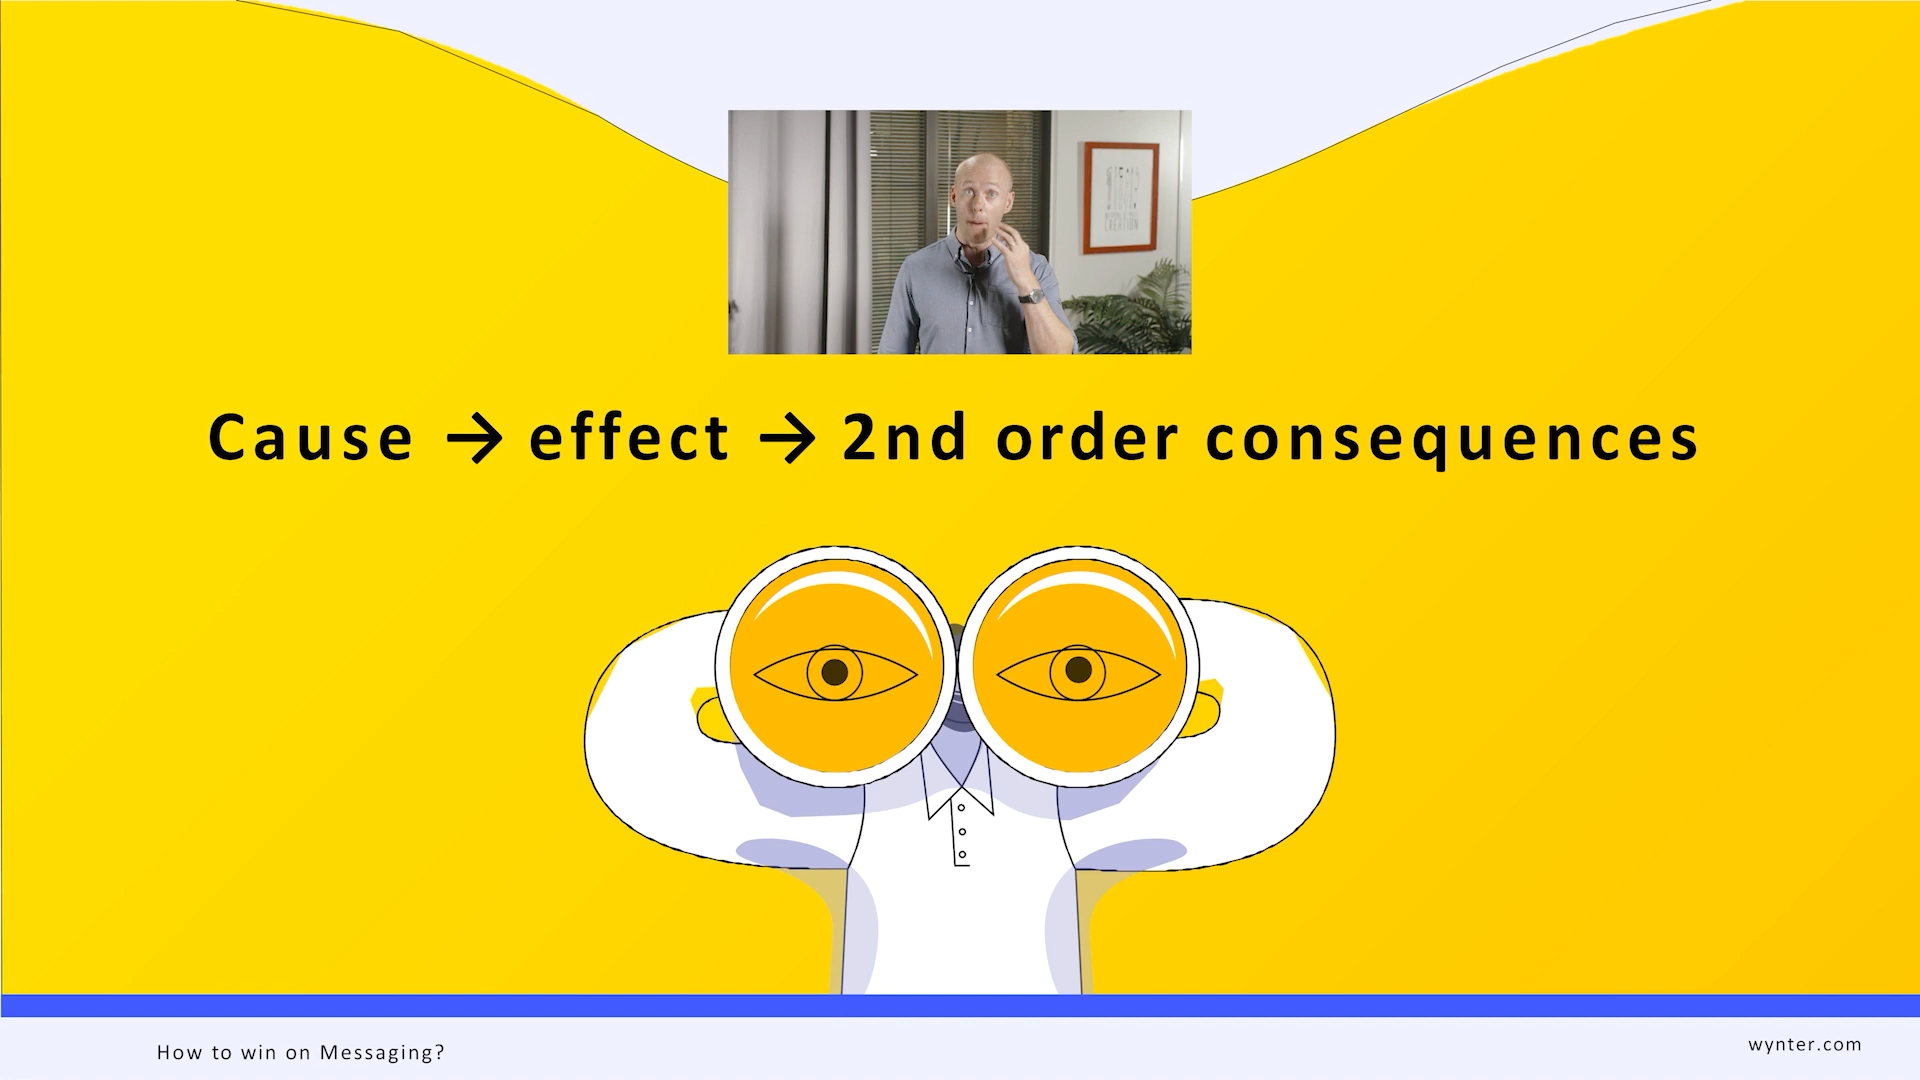 Cause → effect → 2nd order consequences
How to win on Messaging?
wynter.com